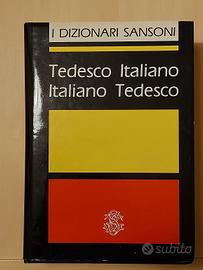 I DIZIONARI SANSONI
Tedesco Italiano
Italiano Tedesco
subito